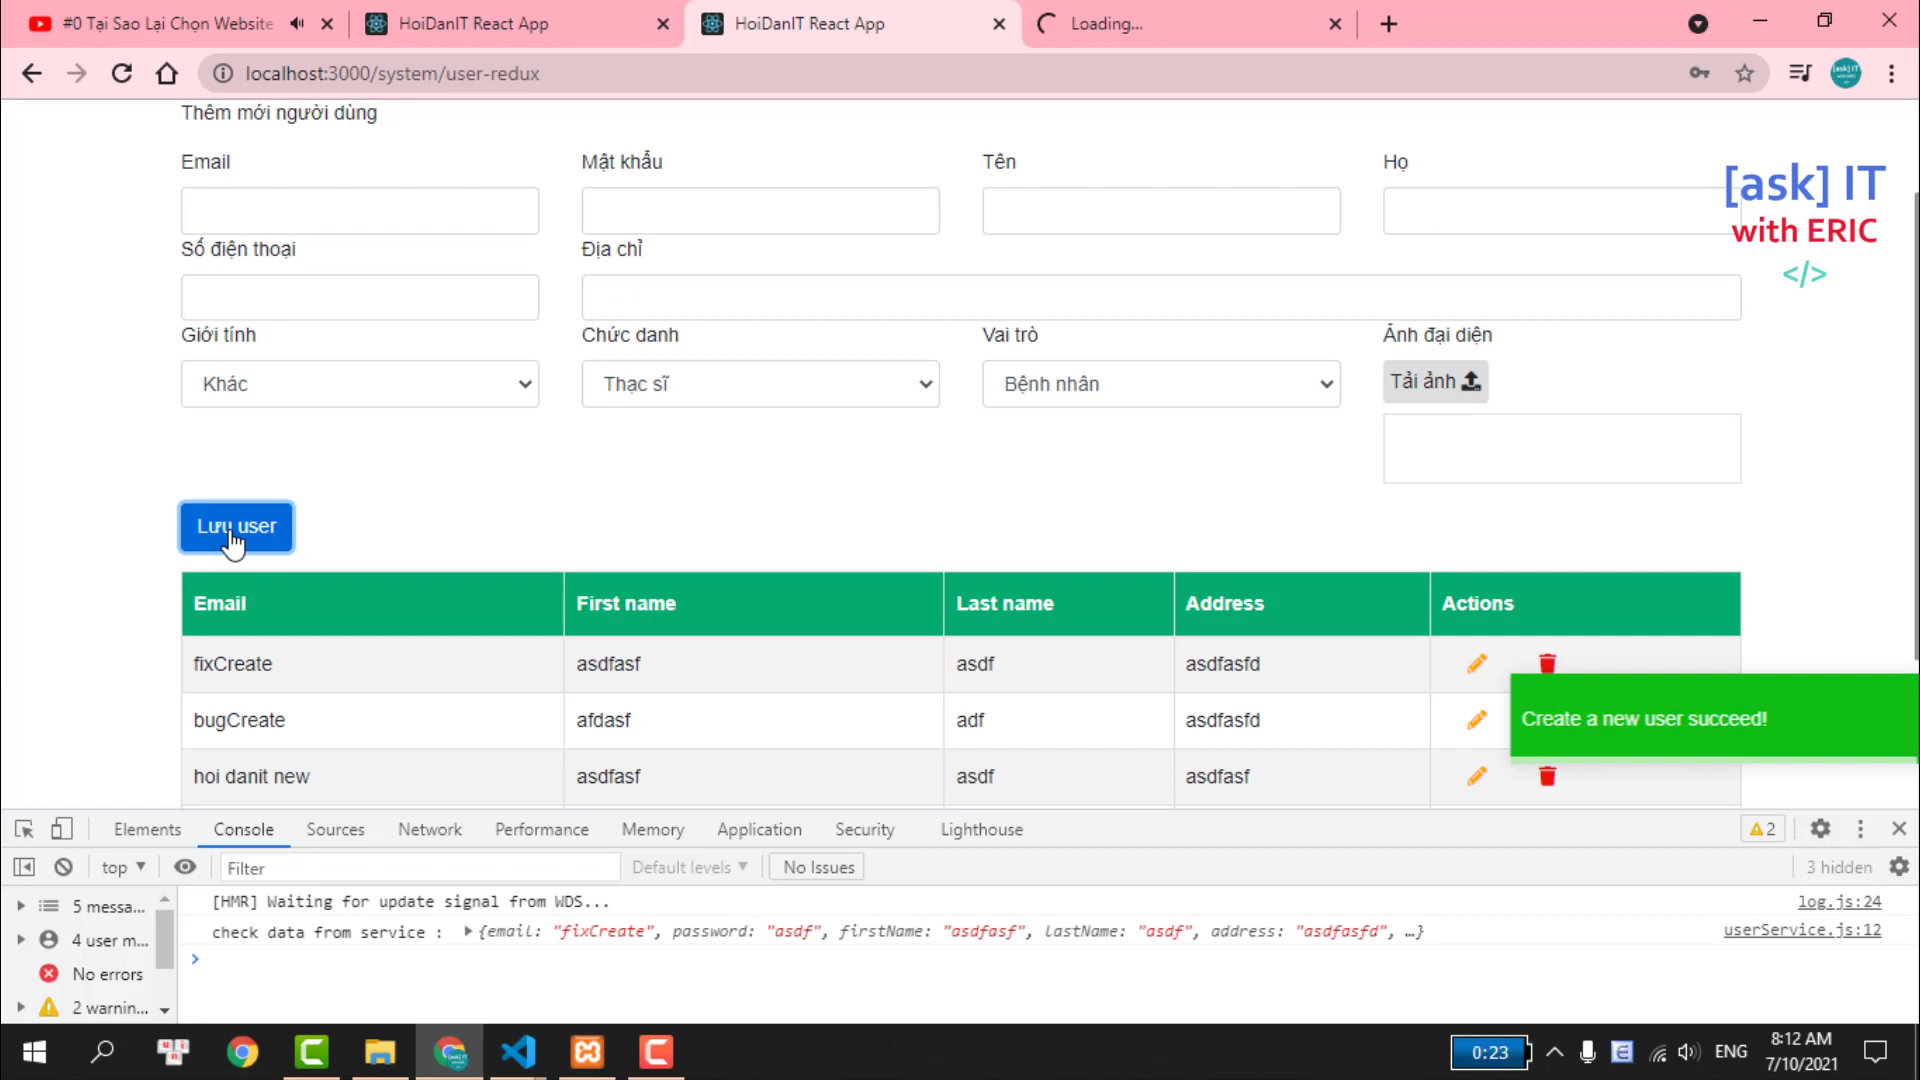 #0 Tại Sao Lại Chọn Website
HoiDanIT React App
HoiDanIT React App
Loading...
localhost:3000/system/user-redux
Thêm mới người dùng
Email
Mật khẩu
Tên
Họ
[ask] IT
with ERIC
</>
Số điện thoại
Địa chỉ
Giới tính
Chức danh
Vai trò
Ảnh đại diện
Khác
Thạc sĩ
Bệnh nhân
Tải ảnh
Lưu user
Email First name Last name Address Actions
fixCreate asdfasf asdf asdfasfd
bugCreate afdasf adf asdfasfd
Create a new user succeed!
hoi danit new asdfasf asdf asdfasf
Elements Console Sources Network Performance Memory Application Security Lighthouse 2
top Filter Default levels No Issues 3 hidden
5 messa...
4 user m...
No errors
2 warnin...
[HMR] Waiting for update signal from WDS... log.js:24
check data from service : {email: "fixCreate", password: "asdf", firstName: "asdfasf", lastName: "asdf", address: "asdfasfd", …} userService.js:12
0:23
ENG
8:12 AM
7/10/2021